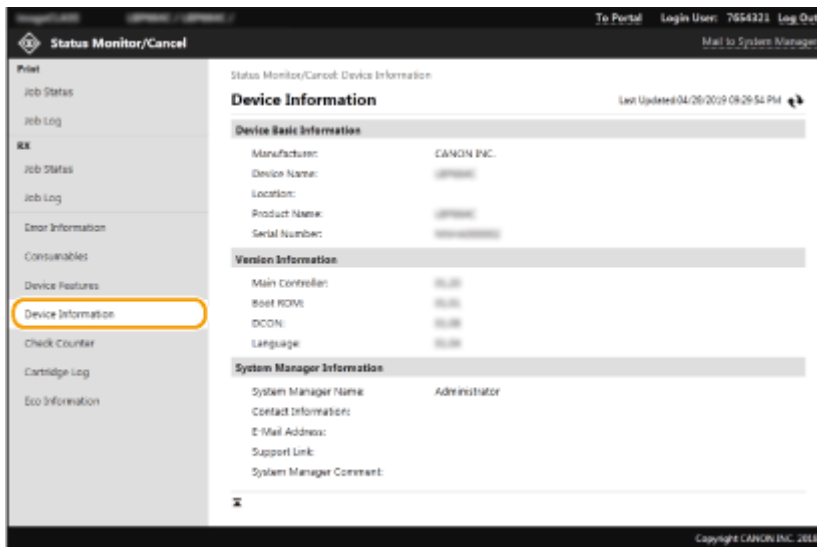 To Portal Login User: 7654321 Log Out
Status Monitor/Cancel
Mail to System Manager
Print
Job Status
Job Log
RX
Job Status
Job Log
Error Information
Consumables
Device Features
Device Information
Check Counter
Cartridge Log
Eco Information
Status Monitor/Cancel: Device Information
Device Information
Last Updated:04/28/2019 09:29:54 PM
Device Basic Information
Manufacturer: CANON INC.
Device Name:
Location:
Product Name:
Serial Number:
Version Information
Main Controller:
Boot ROM:
DCON:
Language:
System Manager Information
System Manager Name: Administrator
Contact Information:
E-Mail Address:
Support Link:
System Manager Comment:
Copyright CANON INC. 2018